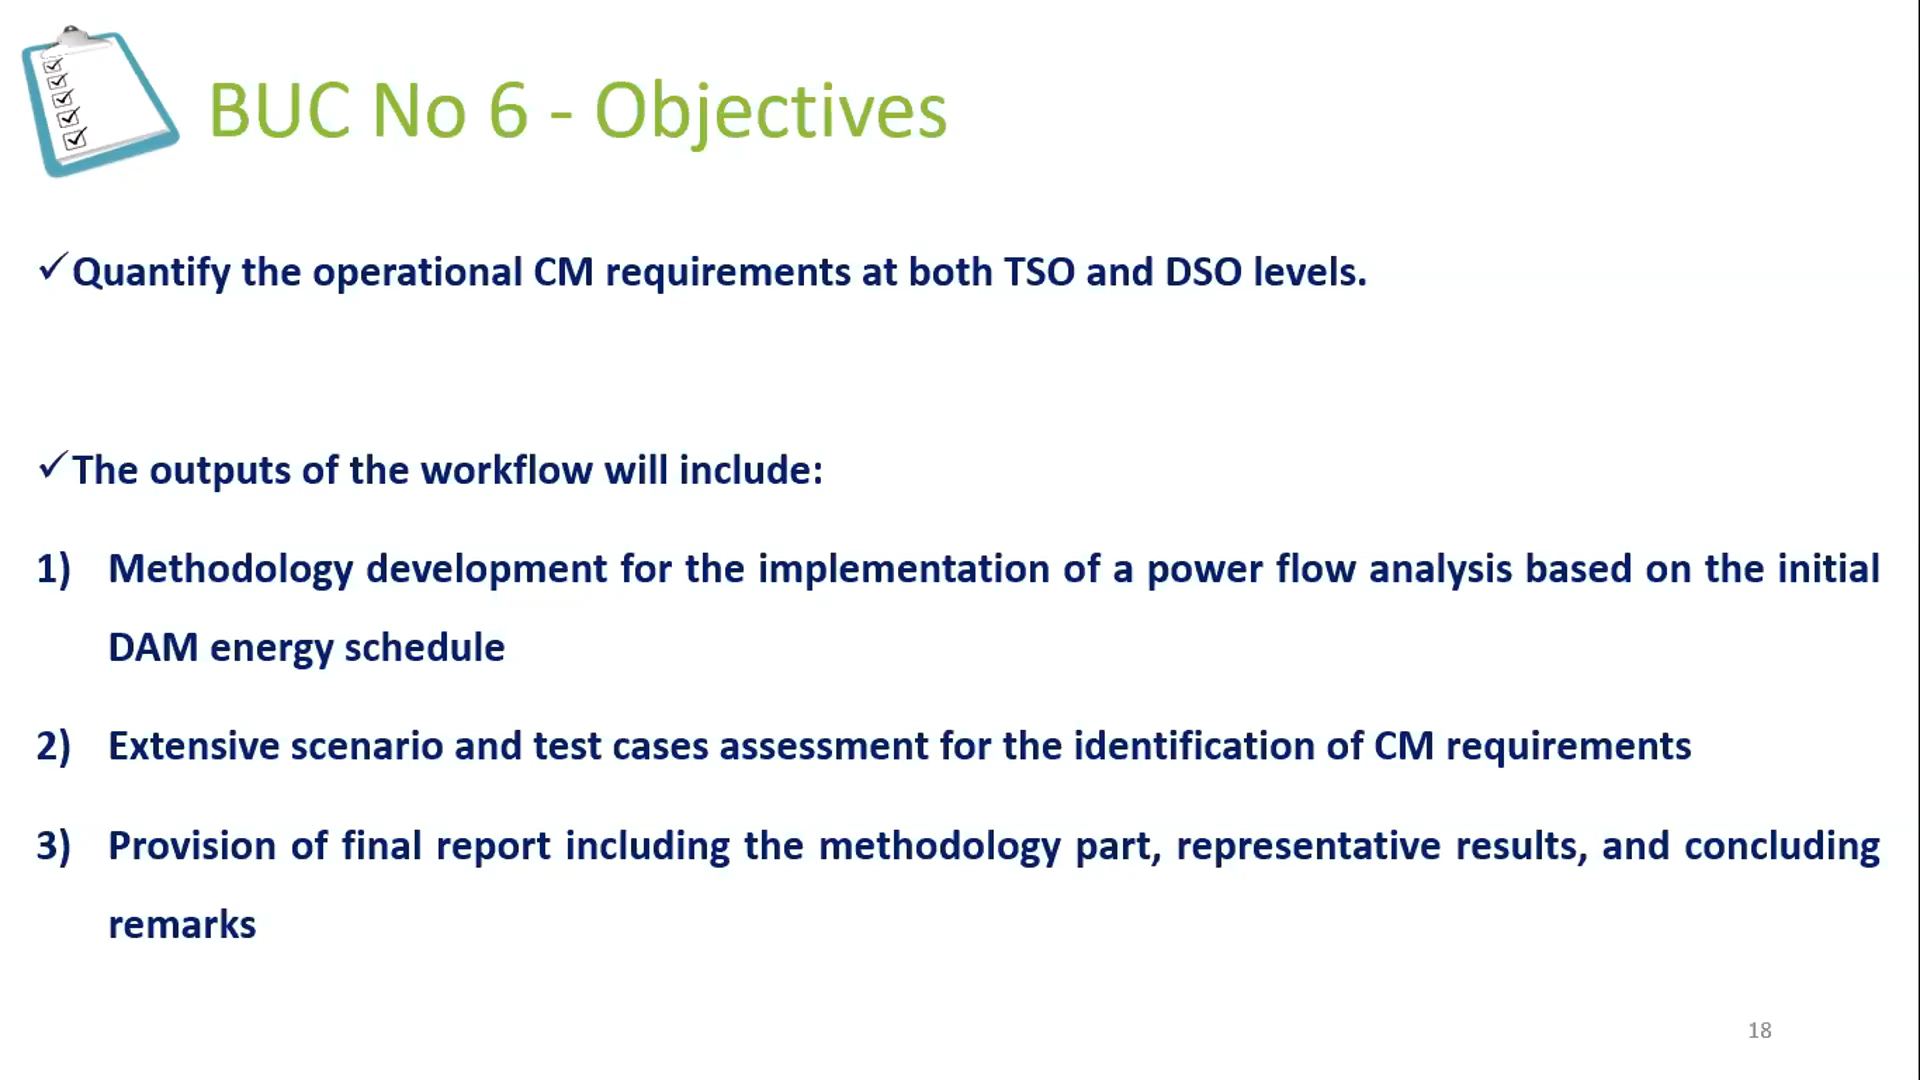 BUC No 6 - Objectives
✓Quantify the operational CM requirements at both TSO and DSO levels.
✓The outputs of the workflow will include:
1) Methodology development for the implementation of a power flow analysis based on the initial
DAM energy schedule
2) Extensive scenario and test cases assessment for the identification of CM requirements
3) Provision of final report including the methodology part, representative results, and concluding
remarks
18